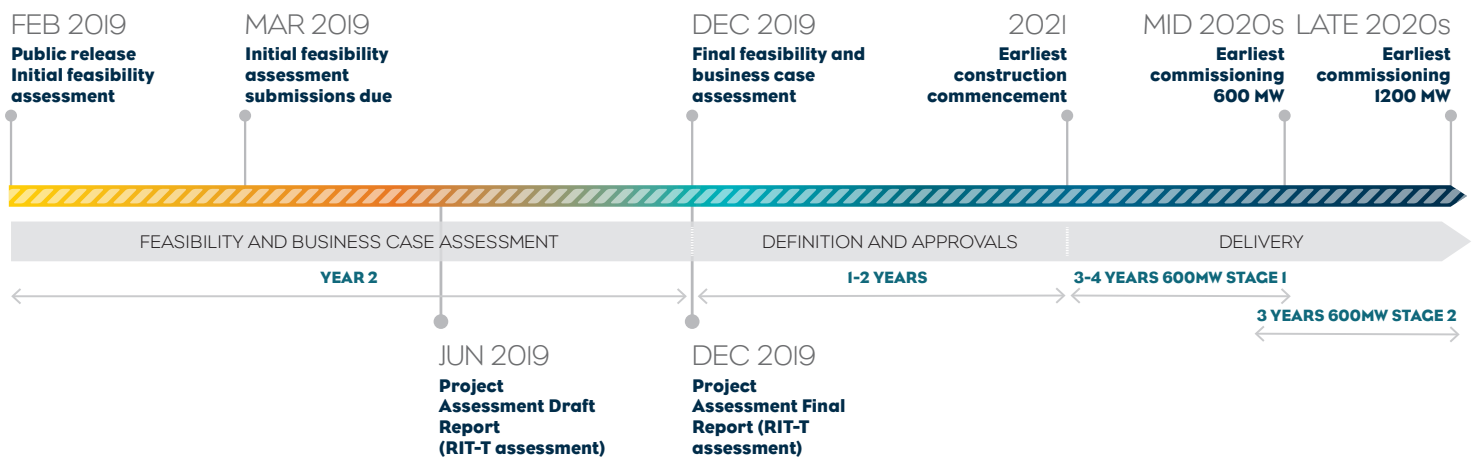 FEB 2019
Public release
Initial feasibility
assessment
MAR 2019
Initial feasibility
assessment
submissions due
DEC 2019
Final feasibility and
business case
assessment
2021
Earliest
construction
commencement
MID 2020s
Earliest
commissioning
600 MW
LATE 2020s
Earliest
commissioning
1200 MW
FEASIBILITY AND BUSINESS CASE ASSESSMENT
DEFINITION AND APPROVALS
DELIVERY
YEAR 2
1-2 YEARS
3-4 YEARS 600MW STAGE 1
3 YEARS 600MW STAGE 2
JUN 2019
Project
Assessment Draft
Report
(RIT-T assessment)
DEC 2019
Project
Assessment Final
Report (RIT-T
assessment)